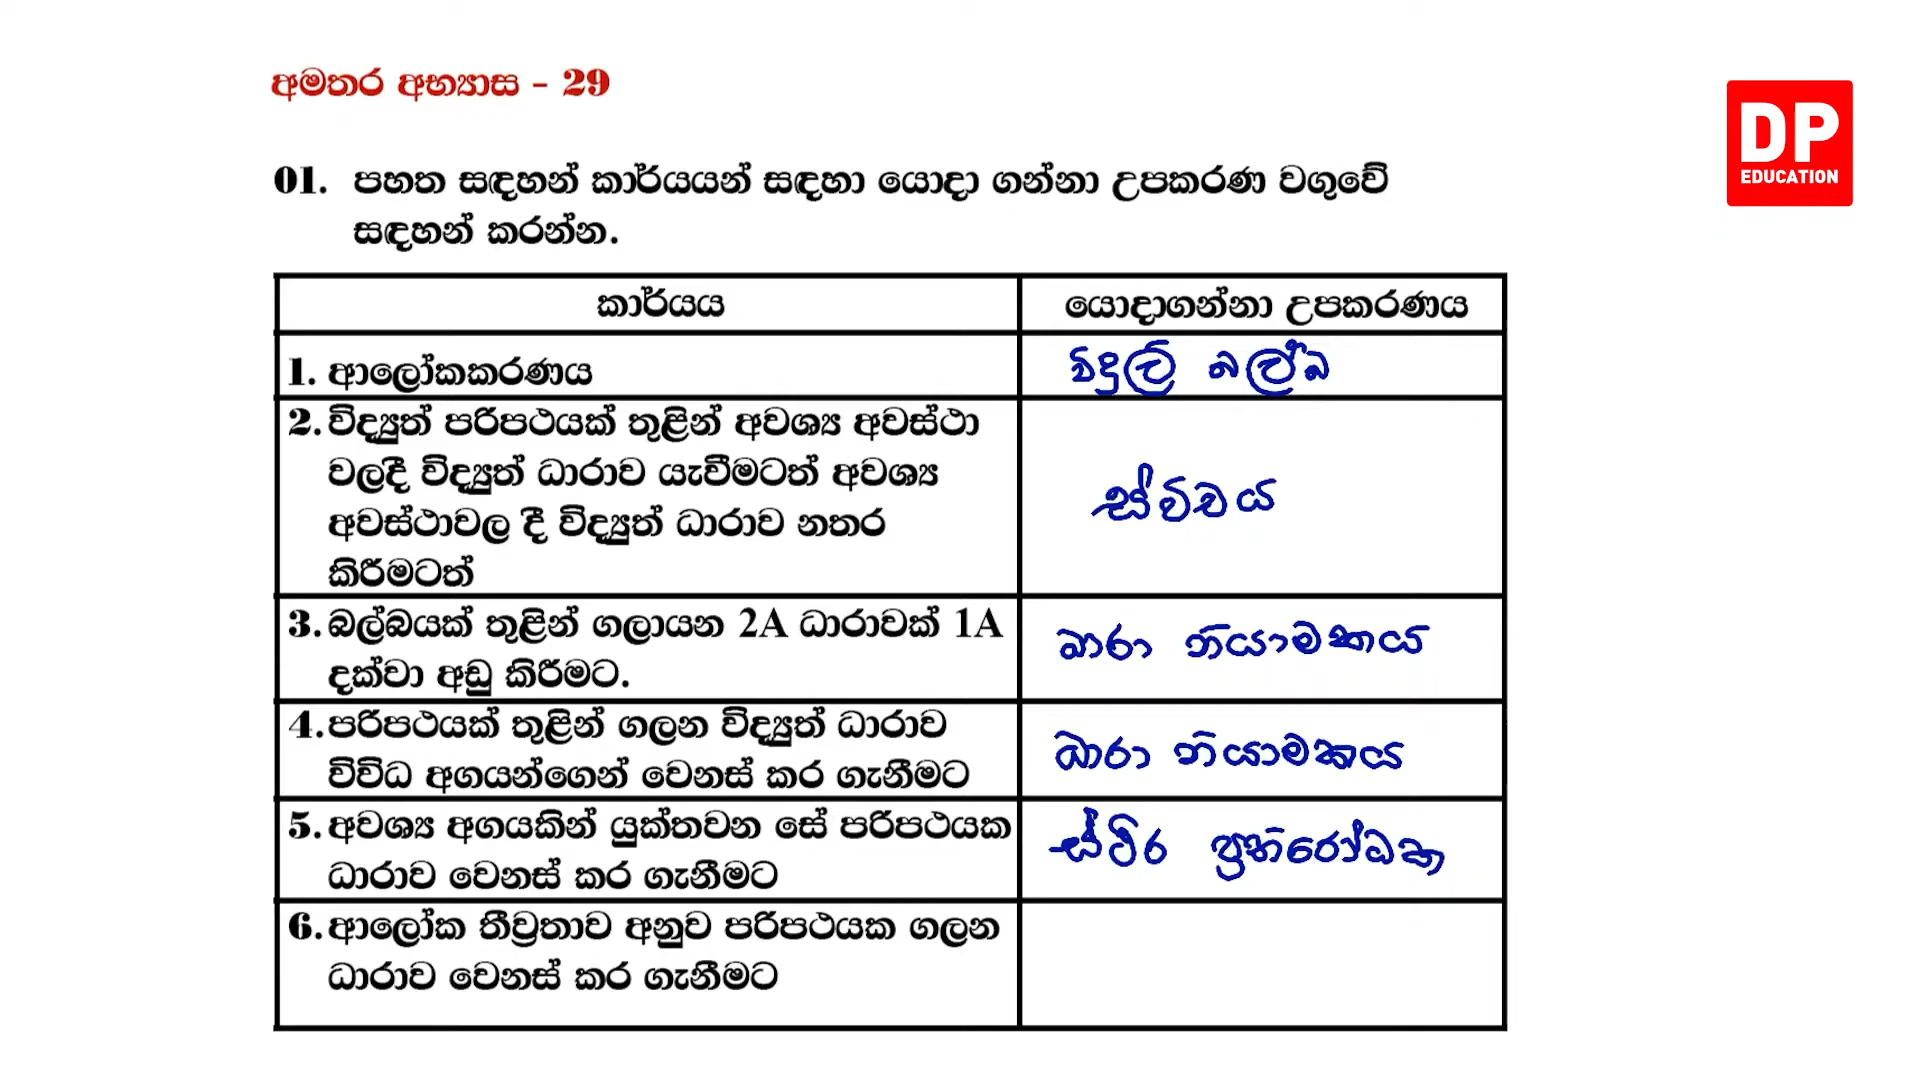 අමතර අභ්‍යාස - 29
DP
EDUCATION
01. පහත සඳහන් කාර්යයන් සඳහා යොදා ගන්නා උපකරණ වගුවේ
සඳහන් කරන්න.
කාර්යය
යොදාගන්නා උපකරණය
1. ආලෝකකරණය
විදුලි බල්බ
2. විද්‍යුත් පරිපථයක් තුළින් අවශ්‍ය අවස්ථා
වලදී විද්‍යුත් ධාරාව යැවීමටත් අවශ්‍ය
අවස්ථාවල දී විද්‍යුත් ධාරාව නතර
කිරීමටත්
ස්විචය
3. බල්බයක් තුළින් ගලායන 2A ධාරාවක් 1A
දක්වා අඩු කිරීමට.
ධාරා නියාමකය
4. පරිපථයක් තුළින් ගලන විද්‍යුත් ධාරාව
විවිධ අගයන්ගෙන් වෙනස් කර ගැනීමට
ධාරා නියාමකය
5. අවශ්‍ය අගයකින් යුක්තවන සේ පරිපථයක
ධාරාව වෙනස් කර ගැනීමට
ස්ථිර ප්‍රතිරෝධක
6. ආලෝක තීව්‍රතාව අනුව පරිපථයක ගලන
ධාරාව වෙනස් කර ගැනීමට